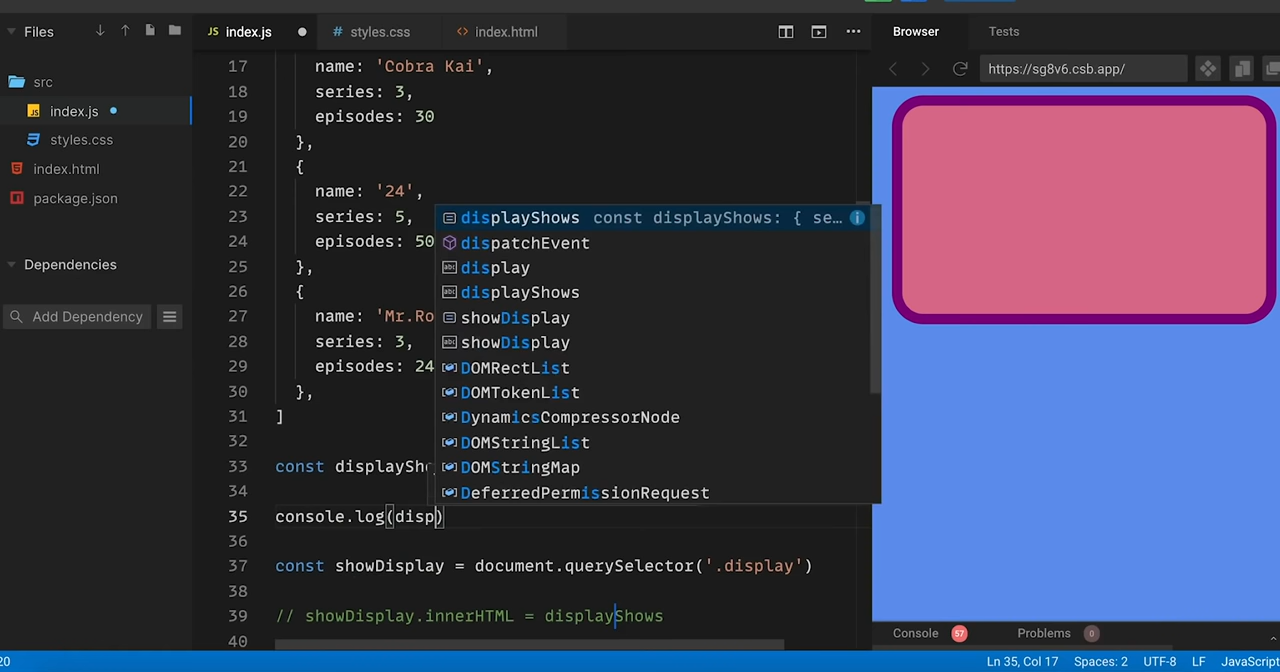 Files
JS index.js
# styles.css
<> index.html
Browser
Tests
https://sg8v6.csb.app/
src
index.js
styles.css
index.html
package.json
Dependencies
Add Dependency
17 name: 'Cobra Kai',
18 series: 3,
19 episodes: 30
20 },
21 {
22 name: '24',
23 series: 5,
24 episodes: 50
25 },
26 {
27 name: 'Mr.Ro
28 series: 3,
29 episodes: 24
30 },
31 ]
32
33 const displaySho
34
35 console.log(disp)
36
37 const showDisplay = document.querySelector('.display')
38
39 // showDisplay.innerHTML = displayShows
40
displayShows const displayShows: { se…
dispatchEvent
abc display
abc displayShows
showDisplay
abc showDisplay
DOMRectList
DOMTokenList
DynamicsCompressorNode
DOMStringList
DOMStringMap
DeferredPermissionRequest
Console 57
Problems 0
20
Ln 35, Col 17
Spaces: 2
UTF-8
LF
JavaScript